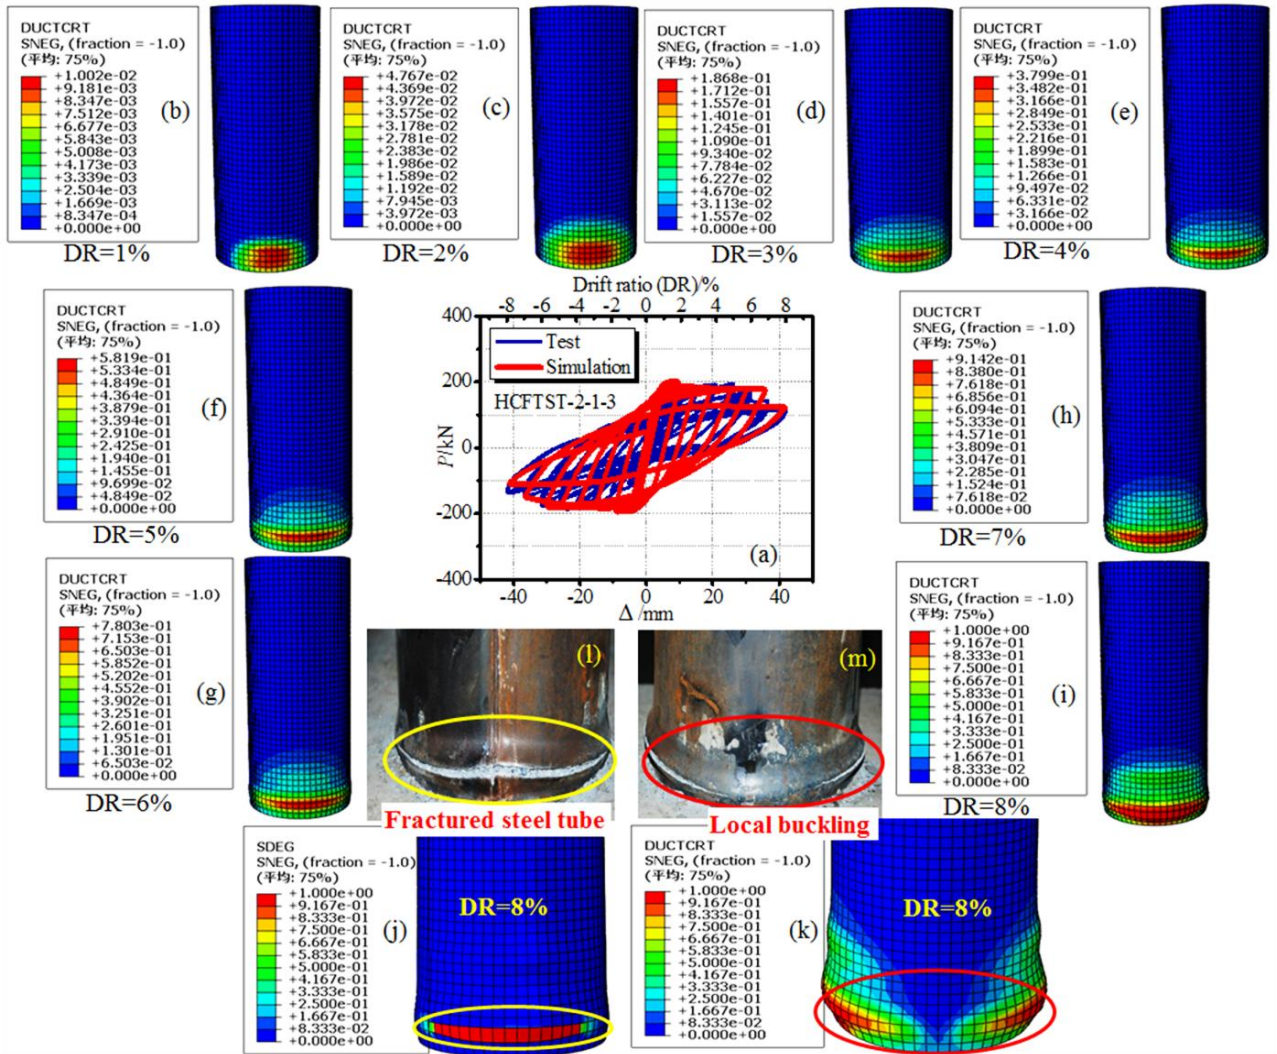 DUCTCRT
SNEG, (fraction = -1.0)
(平均: 75%)
+1.002e-02
+9.181e-03
+8.347e-03
+7.512e-03
+6.677e-03
+5.843e-03
+5.008e-03
+4.173e-03
+3.339e-03
+2.504e-03
+1.669e-03
+8.347e-04
+0.000e+00
(b)
DR=1%
DUCTCRT
SNEG, (fraction = -1.0)
(平均: 75%)
+4.767e-02
+4.369e-02
+3.972e-02
+3.575e-02
+3.178e-02
+2.781e-02
+2.383e-02
+1.986e-02
+1.589e-02
+1.192e-02
+7.945e-03
+3.972e-03
+0.000e+00
(c)
DR=2%
DUCTCRT
SNEG, (fraction = -1.0)
(平均: 75%)
+1.868e-01
+1.712e-01
+1.557e-01
+1.401e-01
+1.245e-01
+1.090e-01
+9.340e-02
+7.784e-02
+6.227e-02
+4.670e-02
+3.113e-02
+1.557e-02
+0.000e+00
(d)
DR=3%
DUCTCRT
SNEG, (fraction = -1.0)
(平均: 75%)
+3.799e-01
+3.482e-01
+3.166e-01
+2.849e-01
+2.533e-01
+2.216e-01
+1.899e-01
+1.583e-01
+1.266e-01
+9.497e-02
+6.331e-02
+3.166e-02
+0.000e+00
(e)
DR=4%
DUCTCRT
SNEG, (fraction = -1.0)
(平均: 75%)
+5.819e-01
+5.334e-01
+4.849e-01
+4.364e-01
+3.879e-01
+3.394e-01
+2.910e-01
+2.425e-01
+1.940e-01
+1.455e-01
+9.699e-02
+4.849e-02
+0.000e+00
(f)
DR=5%
Drift ratio (DR)/%
-8 -6 -4 -2 0 2 4 6 8
400
200
0
-200
-400
P/kN
Test
Simulation
HCFTST-2-1-3
(a)
-40 -20 0 20 40
Δ /mm
DUCTCRT
SNEG, (fraction = -1.0)
(平均: 75%)
+9.142e-01
+8.380e-01
+7.618e-01
+6.856e-01
+6.094e-01
+5.333e-01
+4.571e-01
+3.809e-01
+3.047e-01
+2.285e-01
+1.524e-01
+7.618e-02
+0.000e+00
(h)
DR=7%
DUCTCRT
SNEG, (fraction = -1.0)
(平均: 75%)
+7.803e-01
+7.153e-01
+6.503e-01
+5.852e-01
+5.202e-01
+4.552e-01
+3.902e-01
+3.251e-01
+2.601e-01
+1.951e-01
+1.301e-01
+6.503e-02
+0.000e+00
(g)
DR=6%
(l)
Fractured steel tube
(m)
Local buckling
DUCTCRT
SNEG, (fraction = -1.0)
(平均: 75%)
+1.000e+00
+9.167e-01
+8.333e-01
+7.500e-01
+6.667e-01
+5.833e-01
+5.000e-01
+4.167e-01
+3.333e-01
+2.500e-01
+1.667e-01
+8.333e-02
+0.000e+00
(i)
DR=8%
SDEG
SNEG, (fraction = -1.0)
(平均: 75%)
+1.000e+00
+9.167e-01
+8.333e-01
+7.500e-01
+6.667e-01
+5.833e-01
+5.000e-01
+4.167e-01
+3.333e-01
+2.500e-01
+1.667e-01
+8.333e-02
+0.000e+00
(j)
DR=8%
DUCTCRT
SNEG, (fraction = -1.0)
(平均: 75%)
+1.000e+00
+9.167e-01
+8.333e-01
+7.500e-01
+6.667e-01
+5.833e-01
+5.000e-01
+4.167e-01
+3.333e-01
+2.500e-01
+1.667e-01
+8.333e-02
+0.000e+00
(k)
DR=8%